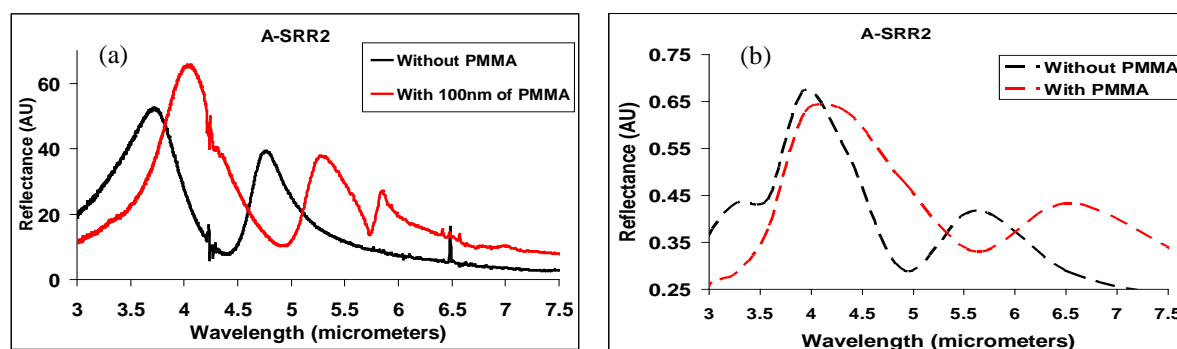 A-SRR2
(a)
Without PMMA
With 100nm of PMMA
Reflectance (AU)
60
40
20
0
3 3.5 4 4.5 5 5.5 6 6.5 7 7.5
Wavelength (micrometers)
A-SRR2
(b)
Without PMMA
With PMMA
Reflectance (AU)
0.75
0.65
0.55
0.45
0.35
0.25
3 3.5 4 4.5 5 5.5 6 6.5 7 7.5
Wavelength (micrometers)